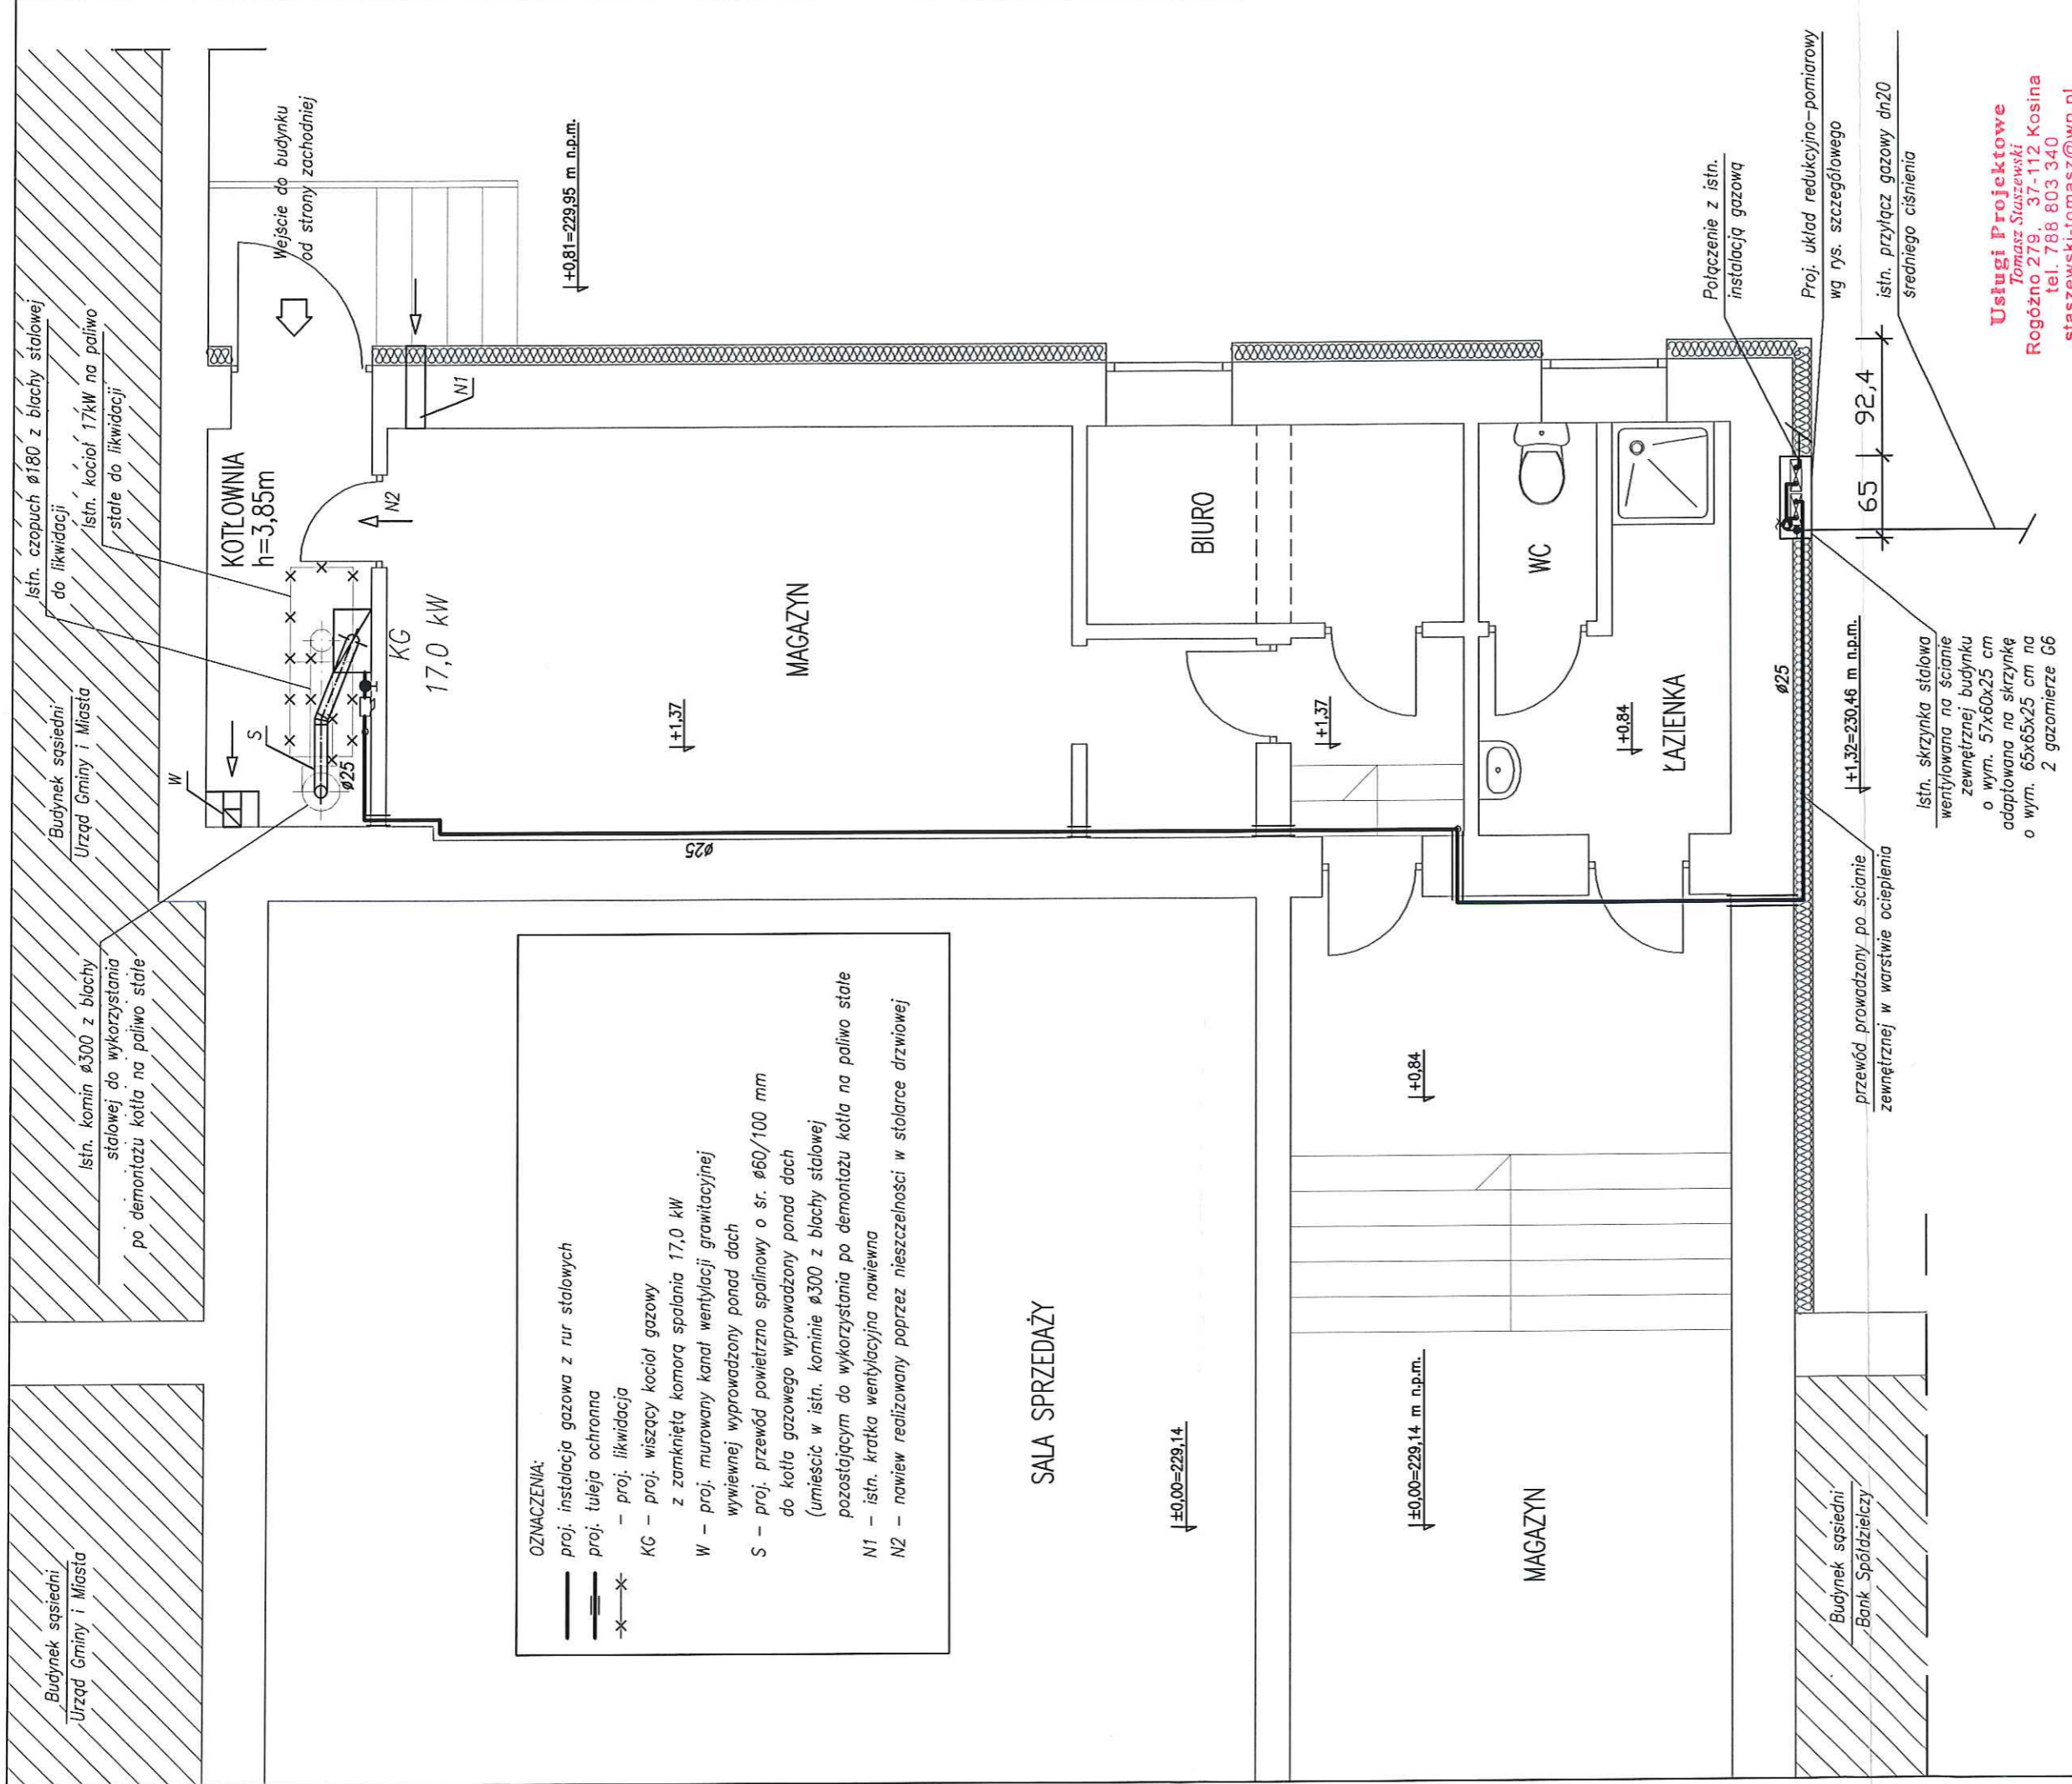 Budynek sąsiedni
Urząd Gminy i Miasta
Istn. komin ø300 z blachy
stalowej do wykorzystania
po demontażu kotła na paliwo stałe
Budynek sąsiedni
Urząd Gminy i Miasta
Istn. czopuch ø180 z blachy stalowej
do likwidacji
Istn. kocioł 17kW na paliwo
stałe do likwidacji
Wejście do budynku
od strony zachodniej
W
S
ø25
KOTŁOWNIA
h=3,85m
KG
17,0 kW
N2
N1
+0,81=229,95 m n.p.m.
OZNACZENIA:
proj. instalacja gazowa z rur stalowych
proj. tuleja ochronna
– proj. likwidacja
KG – proj. wiszący kocioł gazowy
z zamkniętą komorą spalania 17,0 kW
W – proj. murowany kanał wentylacji grawitacyjnej
wywiewnej wyprowadzony ponad dach
S – proj. przewód powietrzno spalinowy o śr. ø60/100 mm
do kotła gazowego wyprowadzony ponad dach
(umieścić w istn. kominie ø300 z blachy stalowej
pozostającym do wykorzystania po demontażu kotła na paliwo stałe
N1 – istn. kratka wentylacyjna nawiewna
N2 – nawiew realizowany poprzez nieszczelności w stolarce drzwiowej
ø25
+1,37
MAGAZYN
SALA SPRZEDAŻY
±0,00=229,14
BIURO
+1,37
WC
+0,84
ŁAZIENKA
+0,84
±0,00=229,14 m n.p.m.
MAGAZYN
ø25
+1,32=230,46 m n.p.m.
Połączenie z istn.
instalacją gazową
Proj. układ redukcyjno-pomiarowy
wg rys. szczegółowego
istn. przyłącz gazowy dn20
średniego ciśnienia
65
92,4
Budynek sąsiedni
Bank Spółdzielczy
przewód prowadzony po ścianie
zewnętrznej w warstwie ocieplenia
Istn. skrzynka stalowa
wentylowana na ścianie
zewnętrznej budynku
o wym. 57x60x25 cm
adaptowana na skrzynkę
o wym. 65x65x25 cm na
2 gazomierze G6
Usługi Projektowe
Tomasz Staszewski
Rogóżno 279, 37-112 Kosina
tel. 788 803 340
staszewski-tomasz@wp.pl